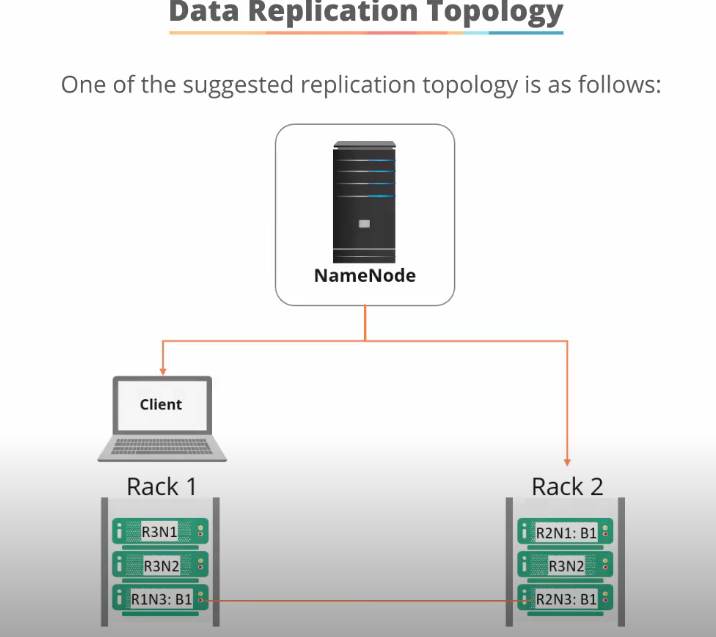 Data Replication Topology
One of the suggested replication topology is as follows:
NameNode
Client
Rack 1
R3N1
R3N2
R1N3: B1
Rack 2
R2N1: B1
R3N2
R2N3: B1